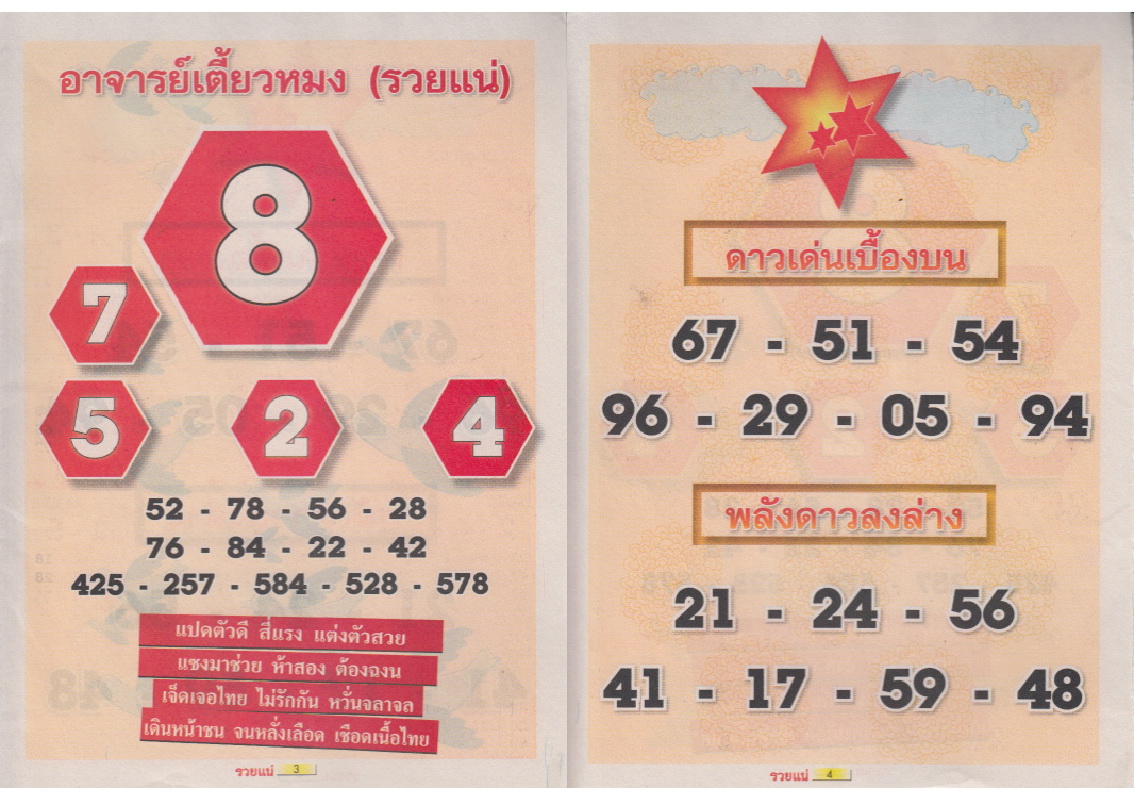 อาจารย์เตี้ยวหมง (รวยแน่)
8
7
5 2 4
52 - 78 - 56 - 28
76 - 84 - 22 - 42
425 - 257 - 584 - 528 - 578
แปดตัวดี สี่แรง แต่งตัวสวย
แซงมาช่วย ห้าสอง ต้องฉงน
เจ็ดเจอไทย ไม่รักกัน หวั่นจลาจล
เดินหน้าชน จนหลั่งเลือด เชือดเนื้อไทย
รวยแน่ 3
ดาวเด่นเบื้องบน
67 - 51 - 54
96 - 29 - 05 - 94
พลังดาวลงล่าง
21 - 24 - 56
41 - 17 - 59 - 48
รวยแน่ 4